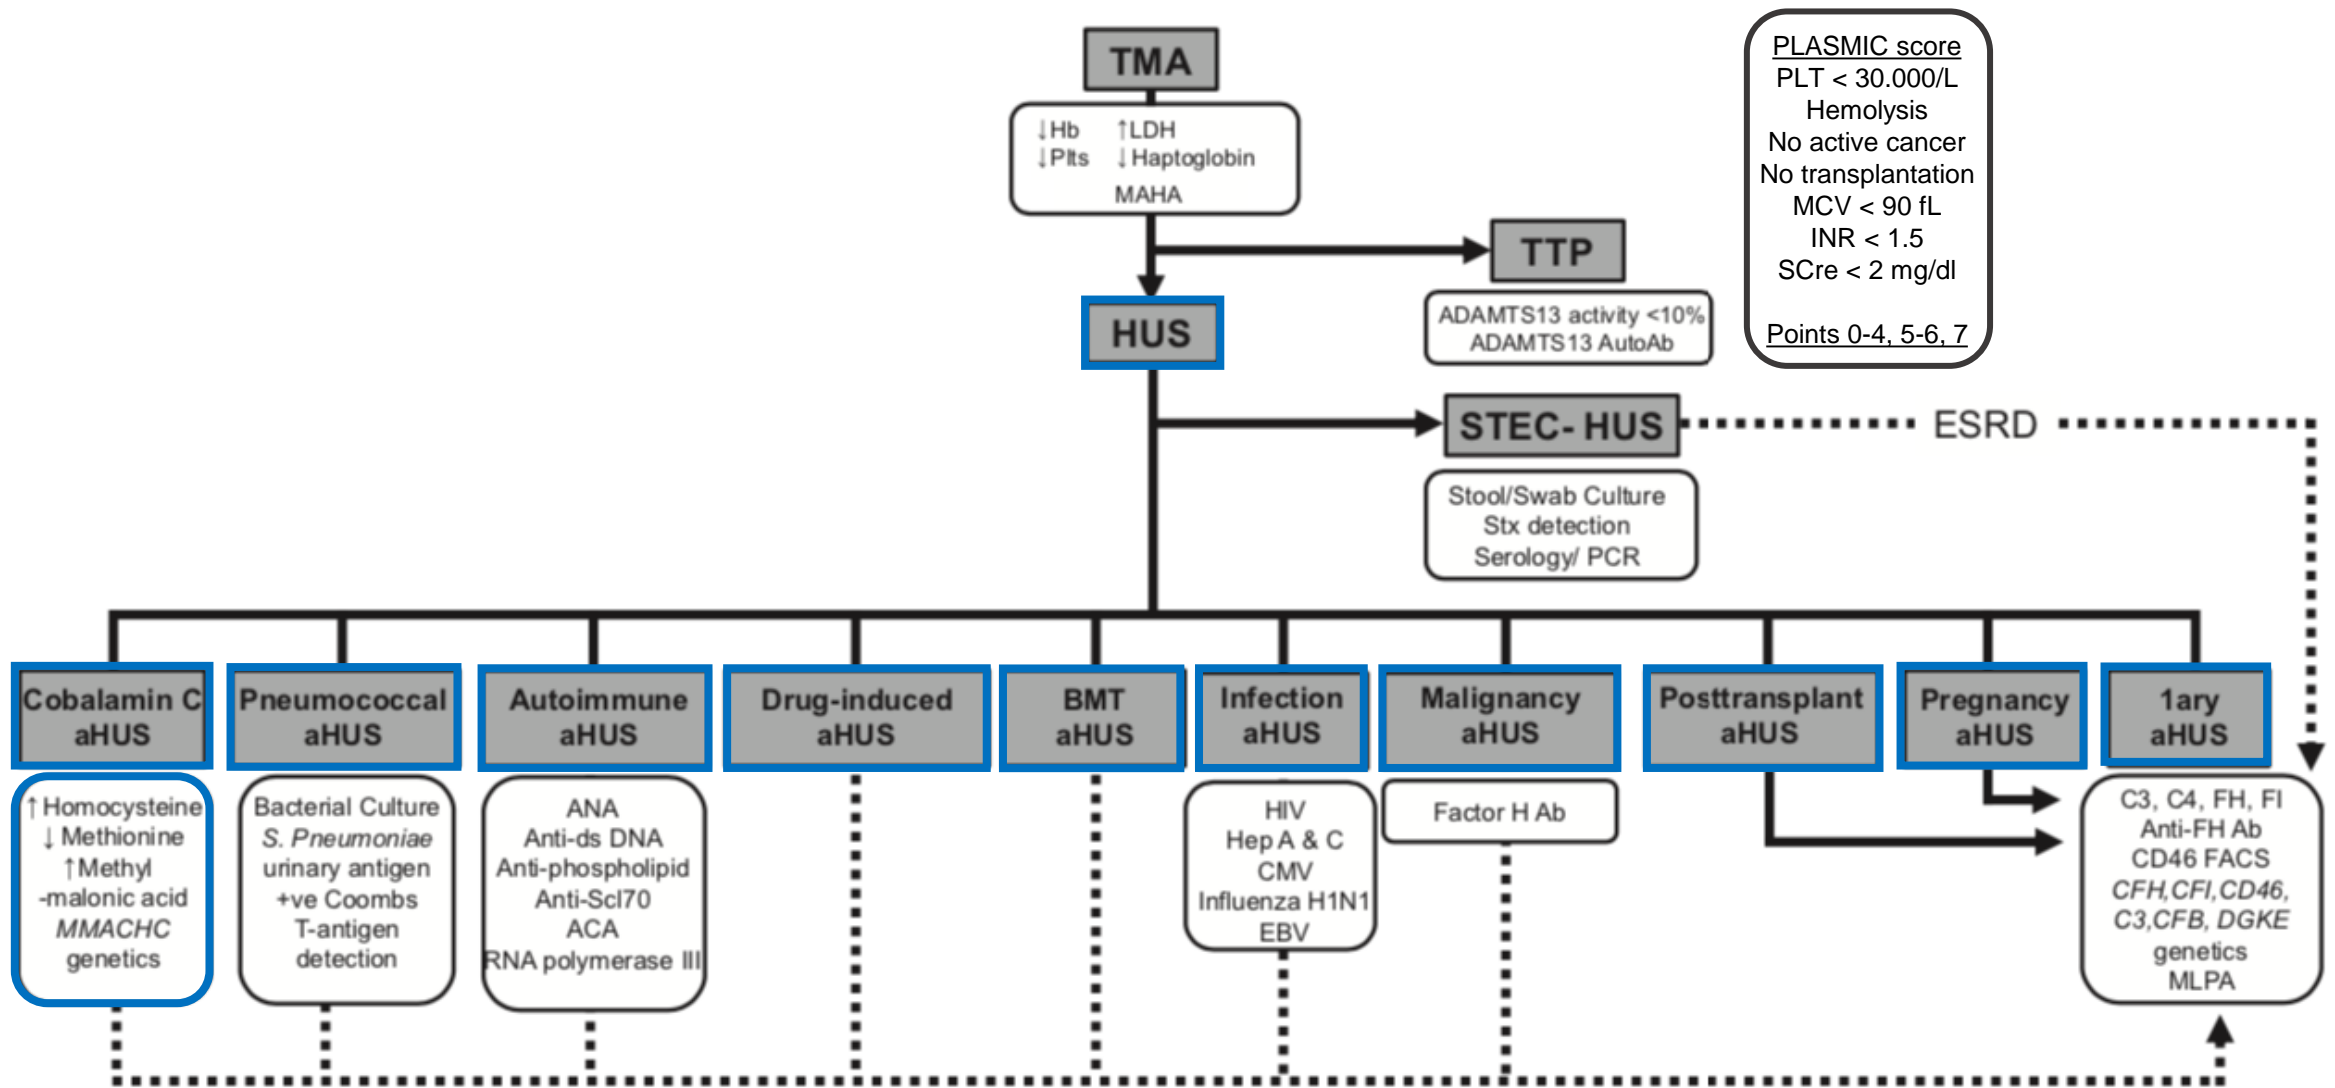 TMA
↓Hb ↑LDH
↓Plts ↓Haptoglobin
MAHA
PLASMIC score
PLT < 30.000/L
Hemolysis
No active cancer
No transplantation
MCV < 90 fL
INR < 1.5
SCre < 2 mg/dl
Points 0-4, 5-6, 7
TTP
ADAMTS13 activity <10%
ADAMTS13 AutoAb
HUS
STEC- HUS
ESRD
Stool/Swab Culture
Stx detection
Serology/ PCR
Cobalamin C
aHUS
↑Homocysteine
↓Methionine
↑Methyl
-malonic acid
MMACHC
genetics
Pneumococcal
aHUS
Bacterial Culture
S. Pneumoniae
urinary antigen
+ve Coombs
T-antigen
detection
Autoimmune
aHUS
ANA
Anti-ds DNA
Anti-phospholipid
Anti-Scl70
ACA
RNA polymerase III
Drug-induced
aHUS
BMT
aHUS
Infection
aHUS
HIV
Hep A & C
CMV
Influenza H1N1
EBV
Malignancy
aHUS
Factor H Ab
Posttransplant
aHUS
Pregnancy
aHUS
1ary
aHUS
C3, C4, FH, FI
Anti-FH Ab
CD46 FACS
CFH,CFI,CD46,
C3,CFB, DGKE
genetics
MLPA